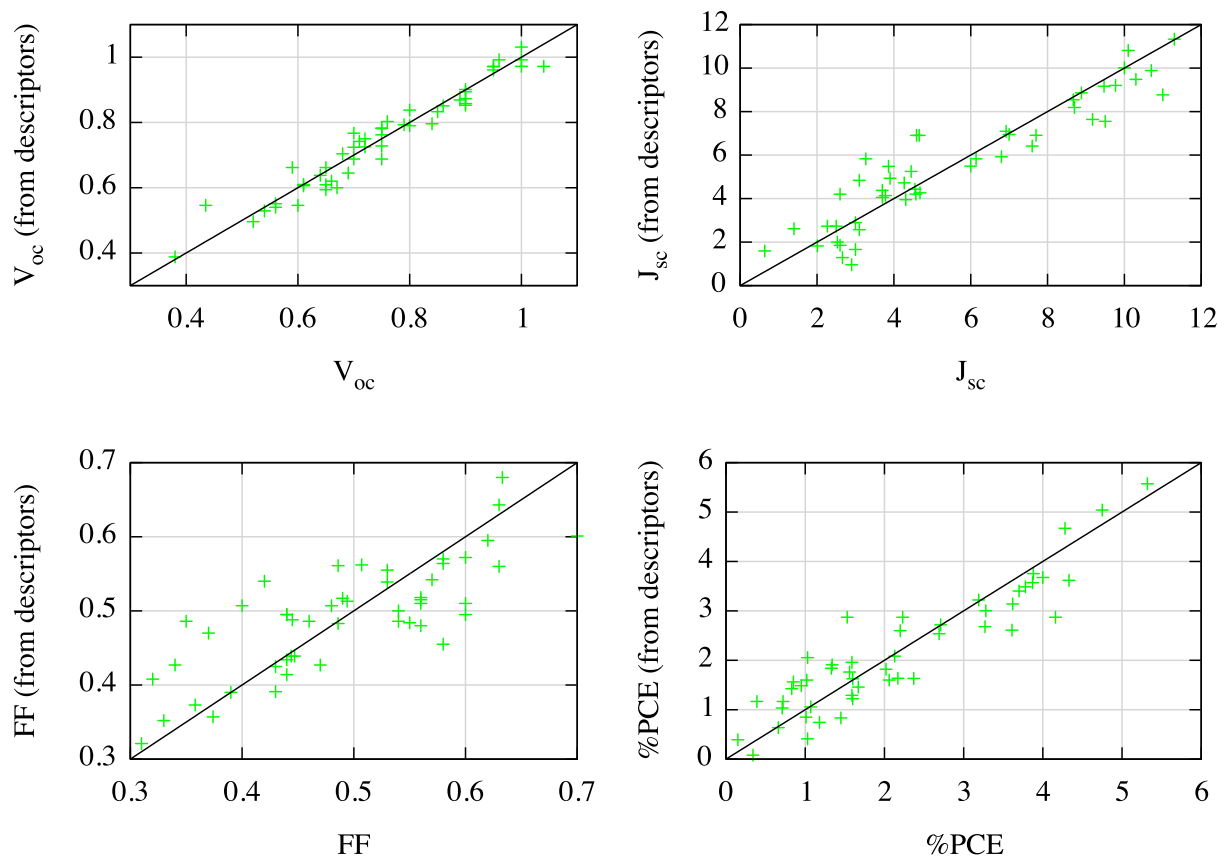 V_oc (from descriptors)
1
0.8
0.6
0.4
0.4 0.6 0.8 1
V_oc
J_sc (from descriptors)
12
10
8
6
4
2
0
0 2 4 6 8 10 12
J_sc
FF (from descriptors)
0.7
0.6
0.5
0.4
0.3
0.3 0.4 0.5 0.6 0.7
FF
%PCE (from descriptors)
6
5
4
3
2
1
0
0 1 2 3 4 5 6
%PCE